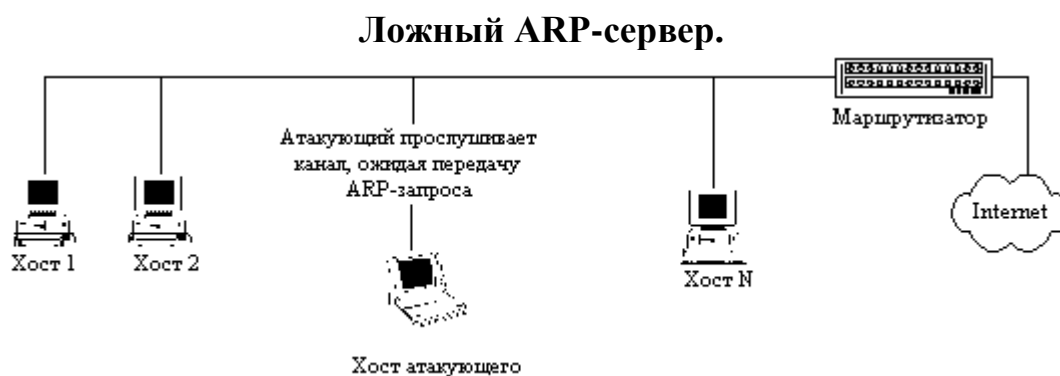 Ложный ARP-сервер.
Маршрутизатор
Атакующий прослушивает
канал, ожидая передачу
ARP-запроса
Internet
Хост 1
Хост 2
Хост N
Хост атакующего